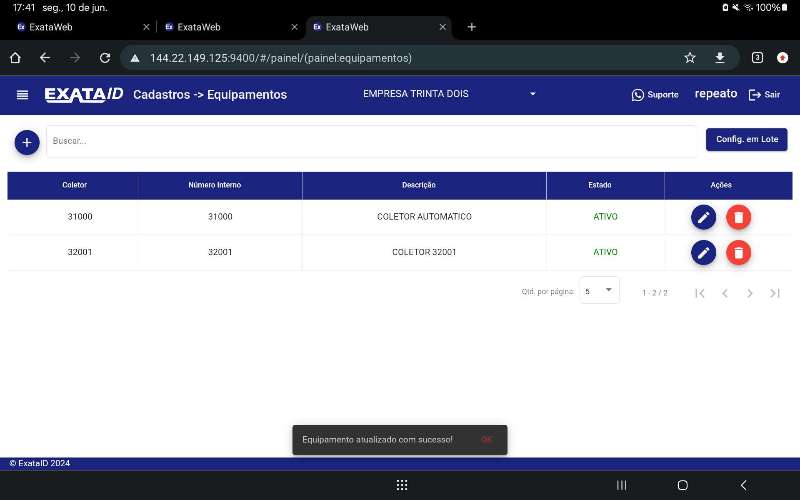 17:41 seg., 10 de jun. 100%
Ex ExataWeb Ex ExataWeb Ex ExataWeb
144.22.149.125:9400/#/painel/(painel:equipamentos) 3
EXATAID Cadastros -> Equipamentos EMPRESA TRINTA DOIS Suporte repeato Sair
Buscar... Config. em Lote
Coletor Número Interno Descrição Estado Ações
31000 31000 COLETOR AUTOMATICO ATIVO
32001 32001 COLETOR 32001 ATIVO
Qtd. por página: 5 1 - 2 / 2
Equipamento atualizado com sucesso! OK
© ExataID 2024